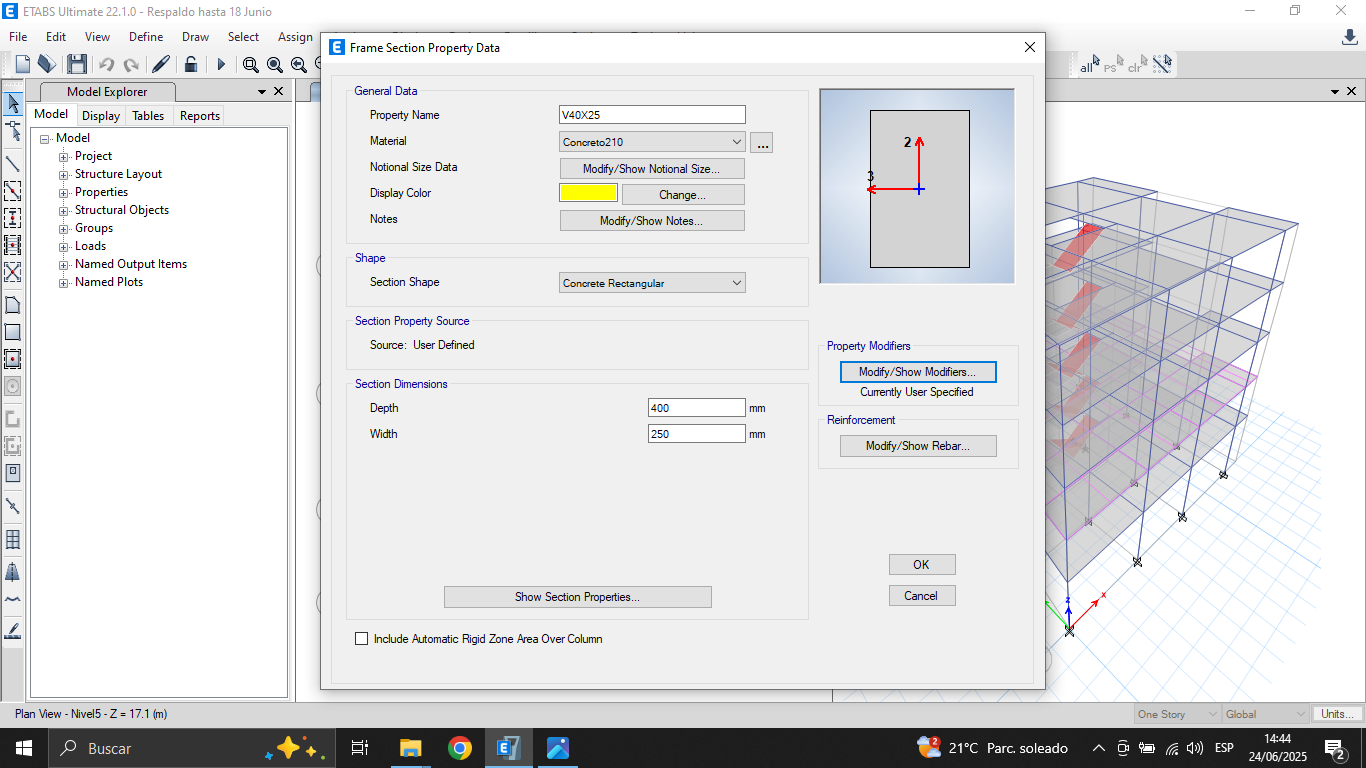 ETABS Ultimate 22.1.0 - Respaldo hasta 18 Junio
File Edit View Define Draw Select Assign
all PS clr
Model Explorer
Model Display Tables Reports
Model
Project
Structure Layout
Properties
Structural Objects
Groups
Loads
Named Output Items
Named Plots
Frame Section Property Data
General Data
Property Name V40X25
Material Concreto210 ...
Notional Size Data Modify/Show Notional Size...
Display Color Change...
Notes Modify/Show Notes...
Shape
Section Shape Concrete Rectangular
Section Property Source
Source: User Defined
Section Dimensions
Depth 400 mm
Width 250 mm
Show Section Properties...
Include Automatic Rigid Zone Area Over Column
2
3
Property Modifiers
Modify/Show Modifiers...
Currently User Specified
Reinforcement
Modify/Show Rebar...
OK
Cancel
z
x
Plan View - Nivel5 - Z = 17.1 (m) One Story Global Units...
Buscar 21°C Parc. soleado ESP 14:44
24/06/2025
2
2